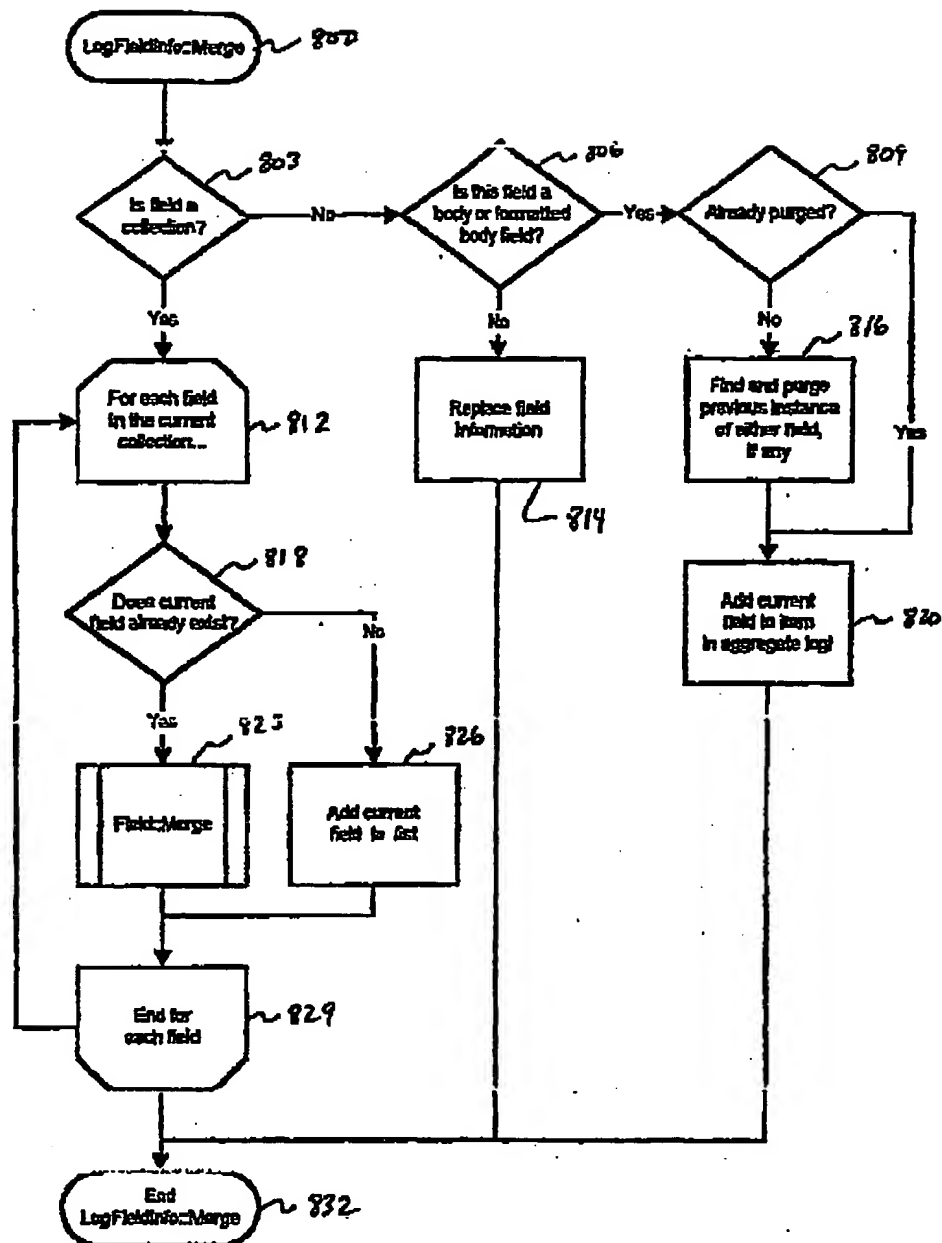 LogFieldInfo::Merge
800
803
806
809
Is field a
collection?
No
Is this field a
body or formatted
body field?
Yes
Already purged?
Yes
No
No
816
For each field
in the current
collection...
812
Replace field
Information
814
Find and purge
previous instance
of either field,
if any
Yes
818
Does current
field already exist?
No
Add current
field to item
in aggregate log!
820
Yes
823
826
Field::Merge
Add current
field to list
End for
each field
829
End
LogFieldInfo::Merge
832